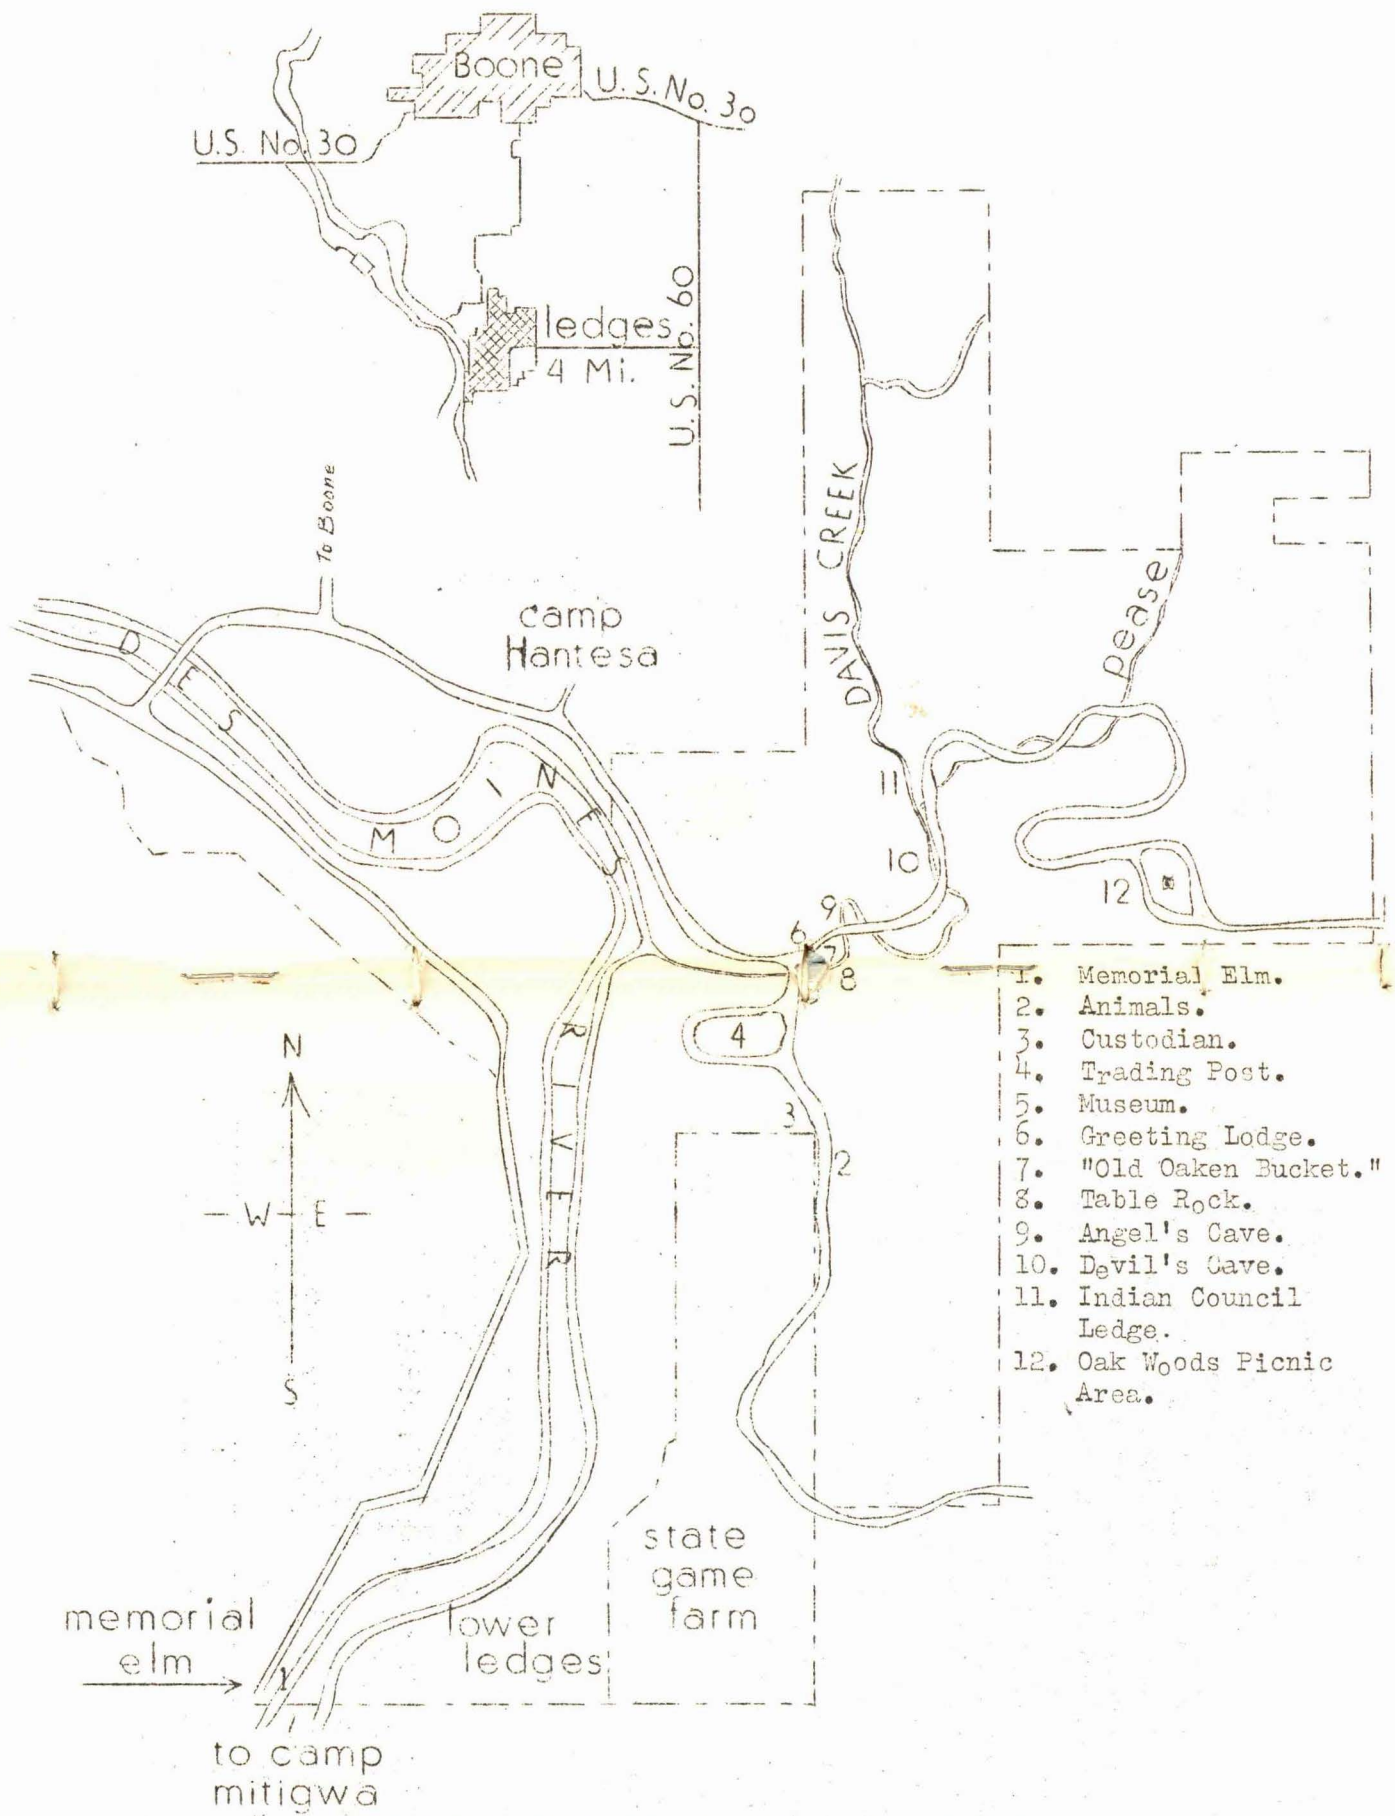 Boone
U.S. No. 30
U.S. No. 30
ledges
4 Mi.
U.S. No. 60
To Boone
camp
Hantesa
DAVIS CREEK
Pease
DES MOINES
RIVER
11
10
12
9
6
7
8
4
3
2
N
W E
S
1. Memorial Elm.
2. Animals.
3. Custodian.
4. Trading Post.
5. Museum.
6. Greeting Lodge.
7. "Old Oaken Bucket."
8. Table Rock.
9. Angel's Cave.
10. Devil's Cave.
11. Indian Council
Ledge.
12. Oak Woods Picnic
Area.
state
game
farm
lower
ledges
memorial
elm
1
to camp
mitigwa